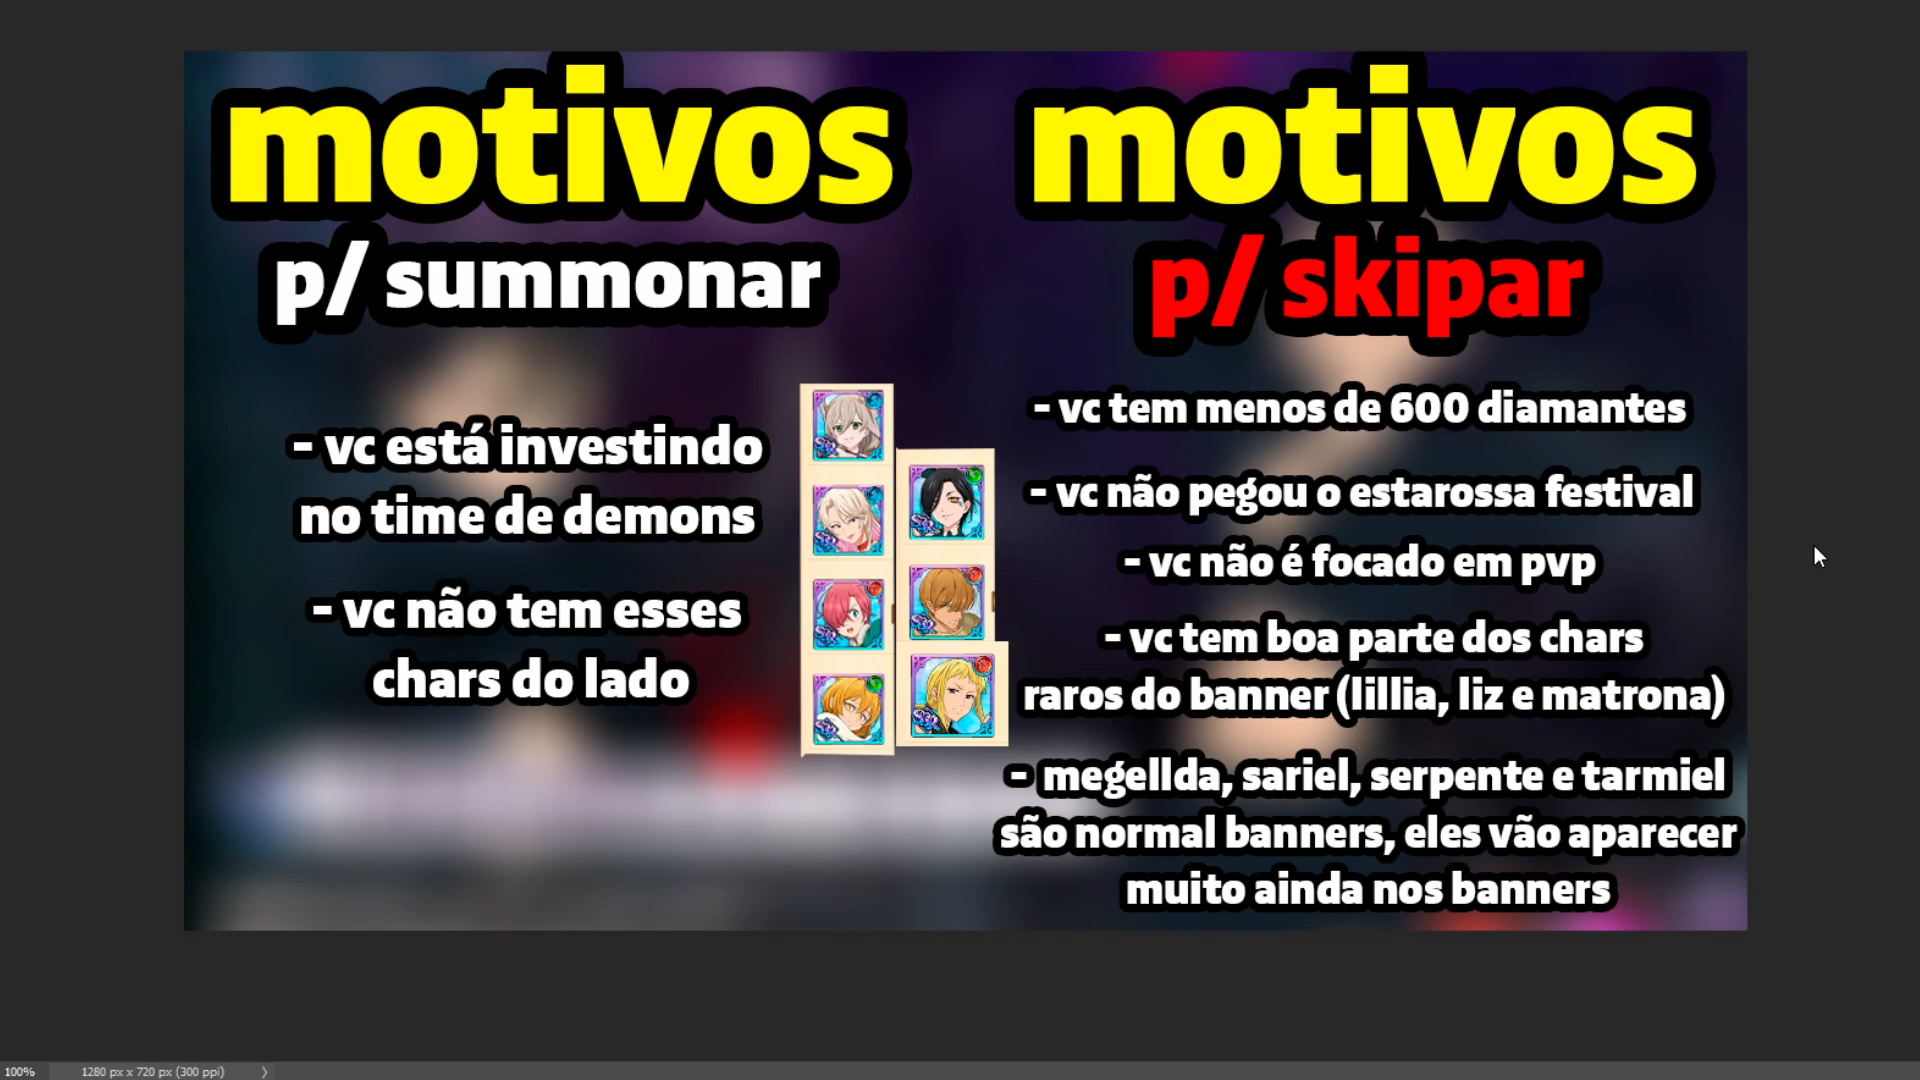 motivos
p/ summonar
- vc está investindo
no time de demons
- vc não tem esses
chars do lado
motivos
p/ skipar
- vc tem menos de 600 diamantes
- vc não pegou o estarossa festival
- vc não é focado em pvp
- vc tem boa parte dos chars
raros do banner (lillia, liz e matrona)
- megellda, sariel, serpente e tarmiel
são normal banners, eles vão aparecer
muito ainda nos banners
100% 1280 px x 720 px (300 ppi)